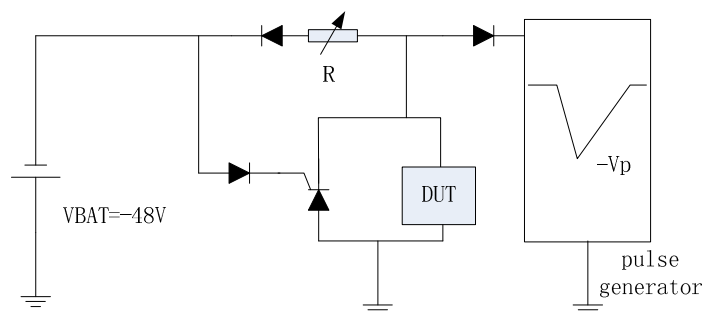 R
-Vp
DUT
VBAT=-48V
pulse
generator